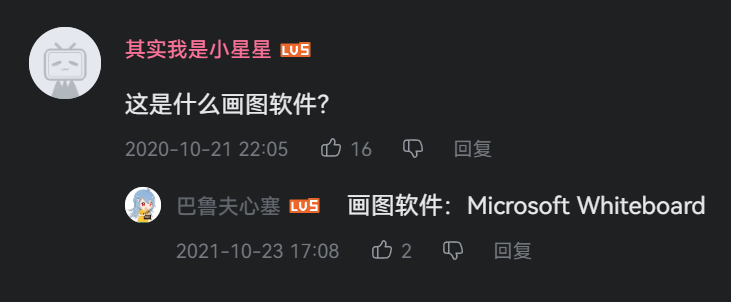 其实我是小星星 LV5
这是什么画图软件？
2020-10-21 22:05 16 回复
巴鲁夫心塞 LV5 画图软件：Microsoft Whiteboard
2021-10-23 17:08 2 回复